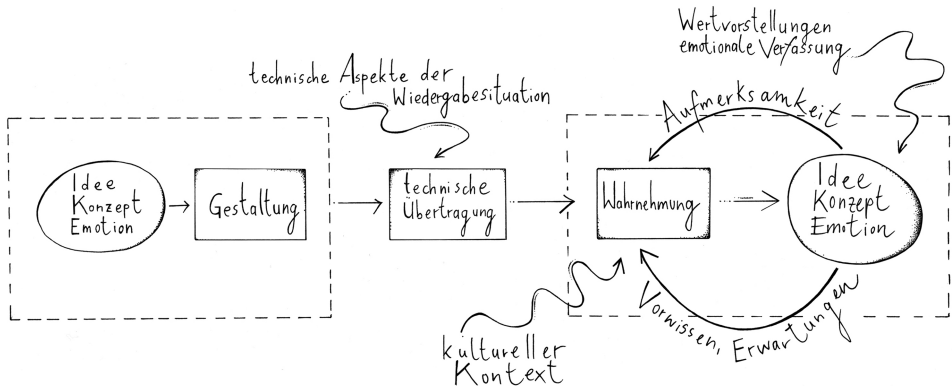 Wertvorstellungen
emotionale Verfassung
technische Aspekte der
Wiedergabesituation
Aufmerksamkeit
Idee
Konzept
Emotion
Gestaltung
technische
Übertragung
Wahrnehmung
Idee
Konzept
Emotion
Vorwissen, Erwartungen
kultureller
Kontext